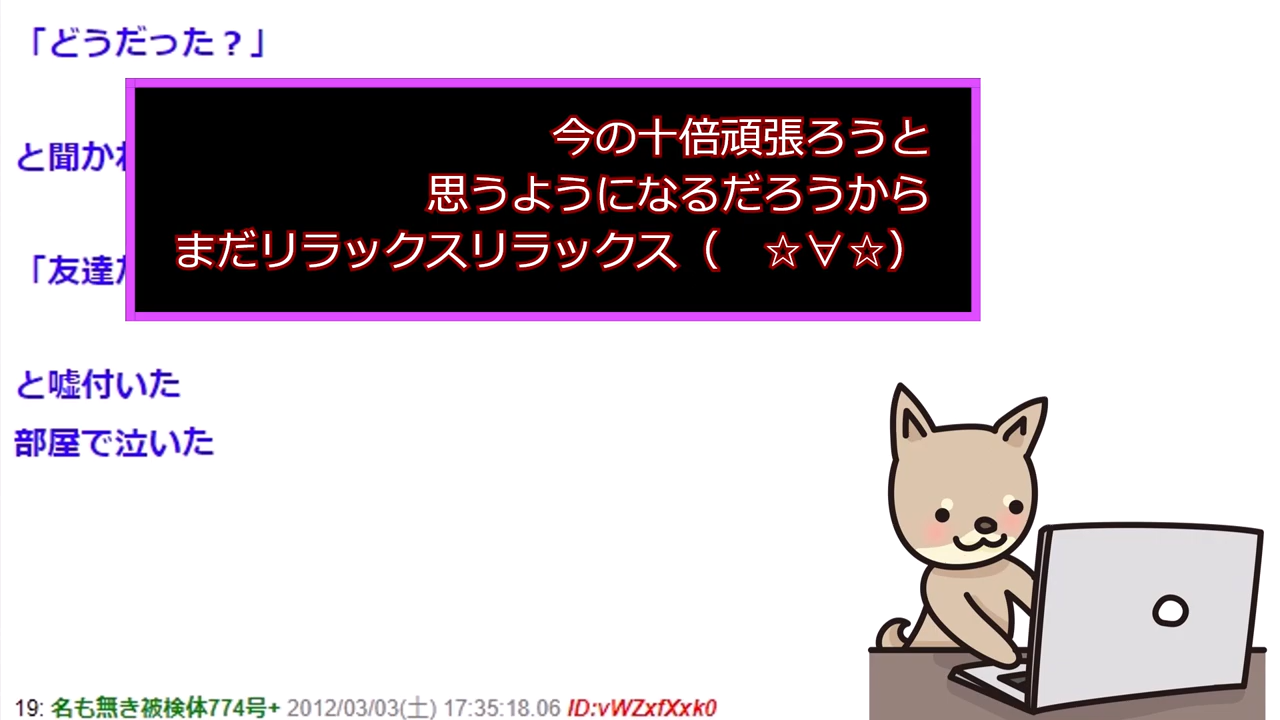 「どうだった？」
と聞か
「友達
と嘘付いた
部屋で泣いた
今の十倍頑張ろうと
思うようになるだろうから
まだリラックスリラックス（　☆∀☆）
19: 名も無き被検体774号+ 2012/03/03(土) 17:35:18.06 ID:vWZxfXxk0